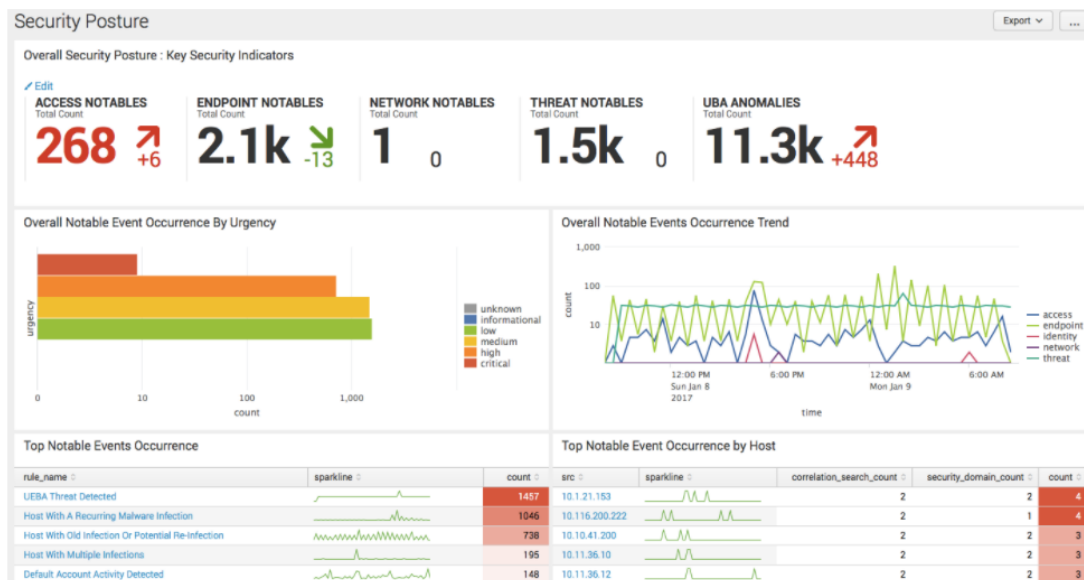 Security Posture
Export
...
Overall Security Posture : Key Security Indicators
Edit
ACCESS NOTABLES
Total Count
268
+6
ENDPOINT NOTABLES
Total Count
2.1k
-13
NETWORK NOTABLES
Total Count
1
0
THREAT NOTABLES
Total Count
1.5k
0
UBA ANOMALIES
Total Count
11.3k
+448
Overall Notable Event Occurrence By Urgency
urgency
0 10 100 1,000
count
unknown
informational
low
medium
high
critical
Overall Notable Events Occurrence Trend
1,000
100
10
count
12:00 PM
Sun Jan 8
2017
6:00 PM
12:00 AM
Mon Jan 9
6:00 AM
time
access
endpoint
identity
network
threat
Top Notable Events Occurrence
rule_name sparkline count
UEBA Threat Detected 1457
Host With A Recurring Malware Infection 1046
Host With Old Infection Or Potential Re-Infection 738
Host With Multiple Infections 195
Default Account Activity Detected 148
Top Notable Event Occurrence by Host
src sparkline correlation_search_count security_domain_count count
10.1.21.153 2 2 4
10.116.200.222 2 1 4
10.10.41.200 2 2 3
10.11.36.10 2 2 3
10.11.36.12 2 2 3